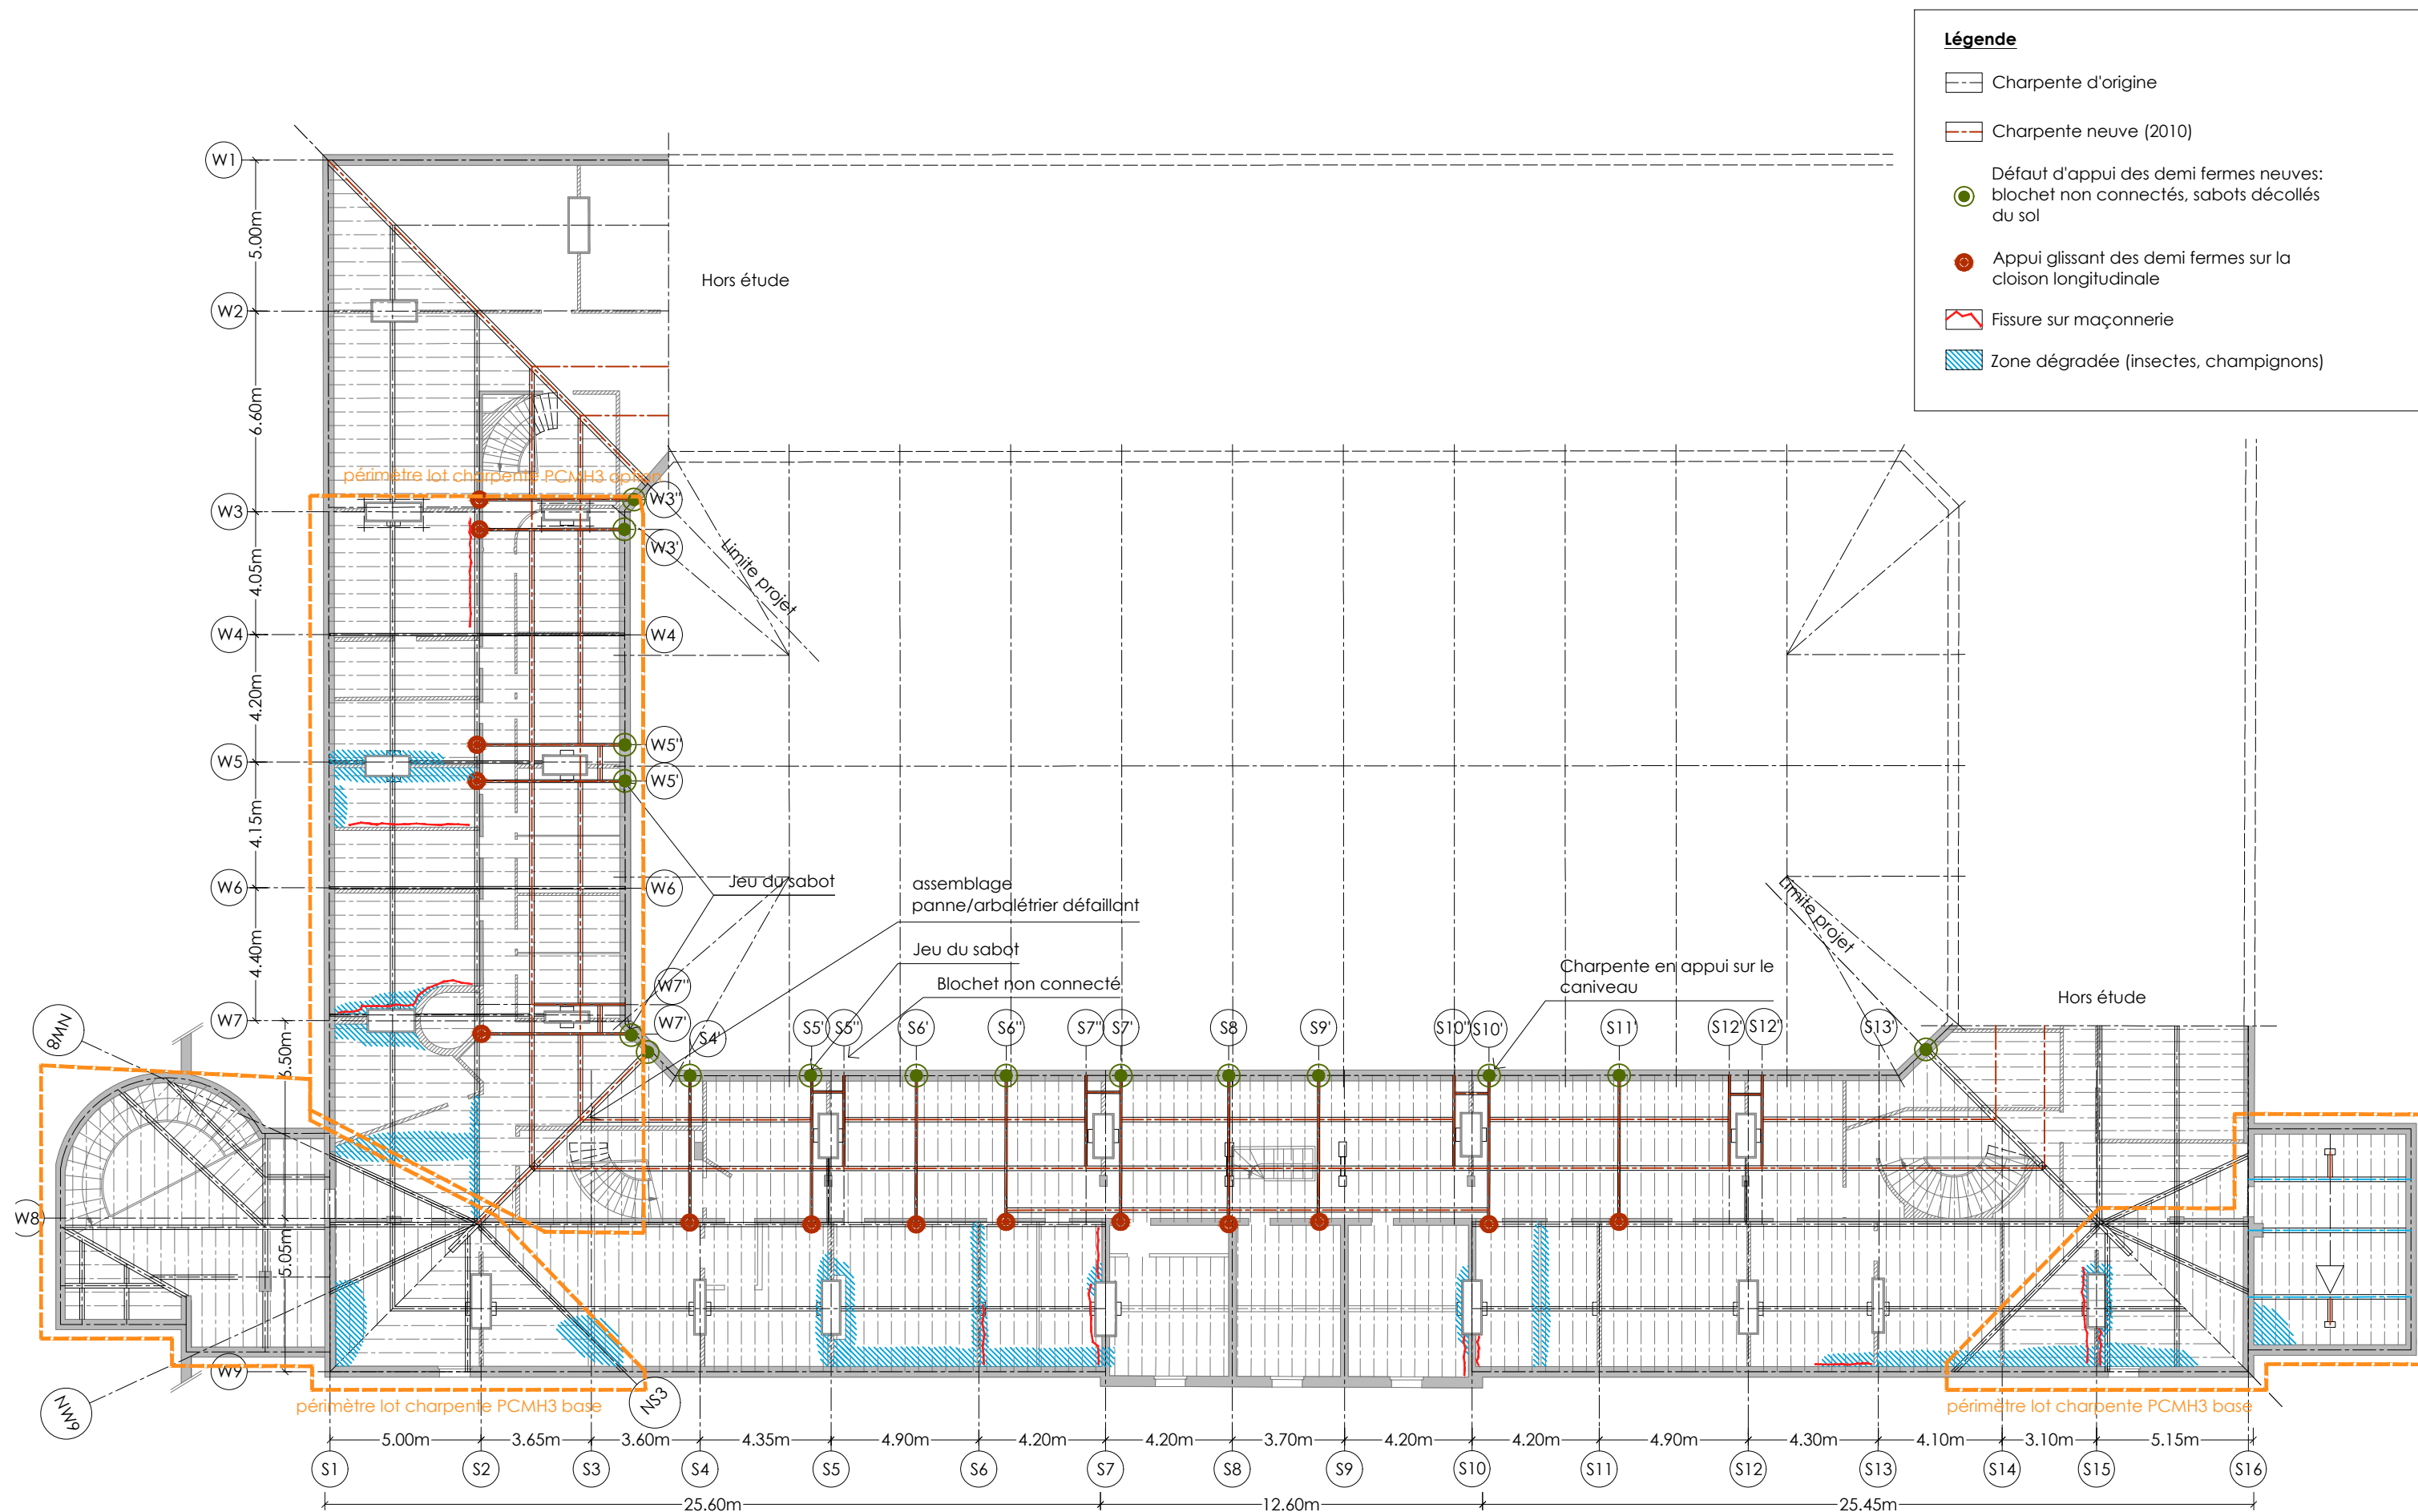 Légende
Charpente d'origine
Charpente neuve (2010)
Défaut d'appui des demi fermes neuves:
blochet non connectés, sabots décollés
du sol
Appui glissant des demi fermes sur la
cloison longitudinale
Fissure sur maçonnerie
Zone dégradée (insectes, champignons)
W1
5.00m
Hors étude
W2
6.60m
périmètre lot charpente PCMH3 option
W3
W3''
W3'
Limite projet
4.05m
W4
W4
4.20m
W5''
W5
W5'
4.15m
W6
W6
Jeu du sabot
assemblage
panne/arbalétrier défaillant
4.40m
Jeu du sabot
Blochet non connecté
Charpente en appui sur le
caniveau
Limite projet
Hors étude
W7
W7''
W7'
NW8
6.50m
S4'
S5'
S5''
S6'
S6''
S7''
S7'
S8
S9'
S10''
S10'
S11'
S12'
S12'
S13'
W8
5.05m
W9
NW9
NS3
périmètre lot charpente PCMH3 base
périmètre lot charpente PCMH3 base
5.00m
3.65m
3.60m
4.35m
4.90m
4.20m
4.20m
3.70m
4.20m
4.20m
4.90m
4.30m
4.10m
3.10m
5.15m
S1
S2
S3
S4
S5
S6
S7
S8
S9
S10
S11
S12
S13
S14
S15
S16
25.60m
12.60m
25.45m